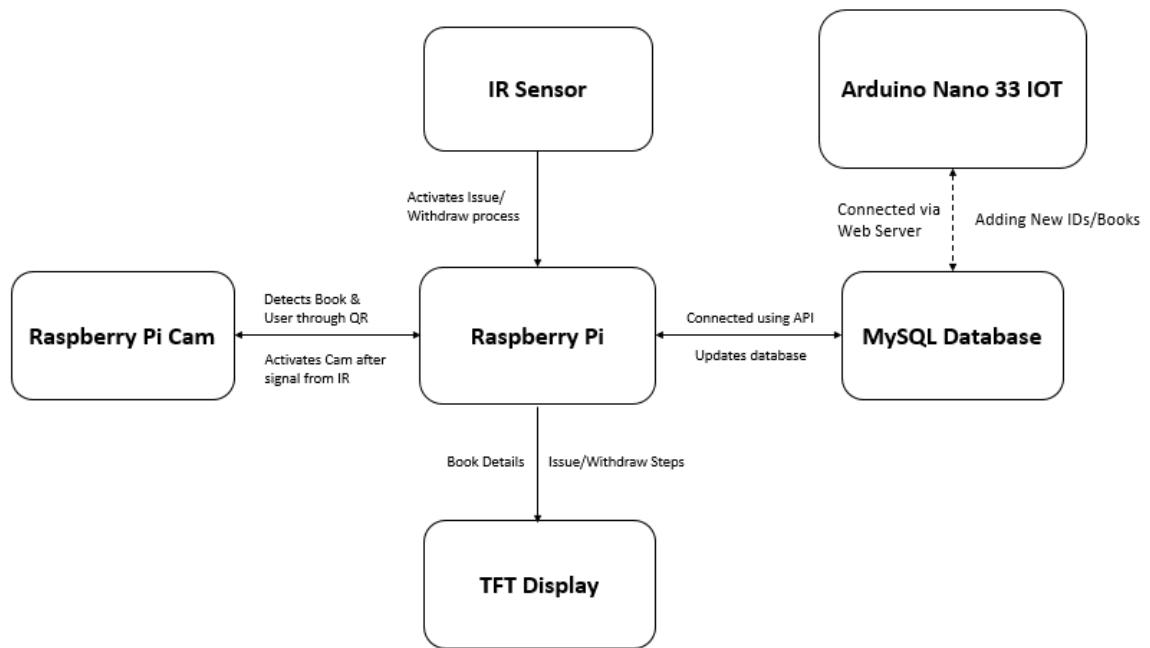 IR Sensor
Arduino Nano 33 IOT
Activates Issue/
Withdraw process
Connected via
Web Server
Adding New IDs/Books
Raspberry Pi Cam
Detects Book &
User through QR
Activates Cam after
signal from IR
Raspberry Pi
Connected using API
Updates database
MySQL Database
Book Details
Issue/Withdraw Steps
TFT Display